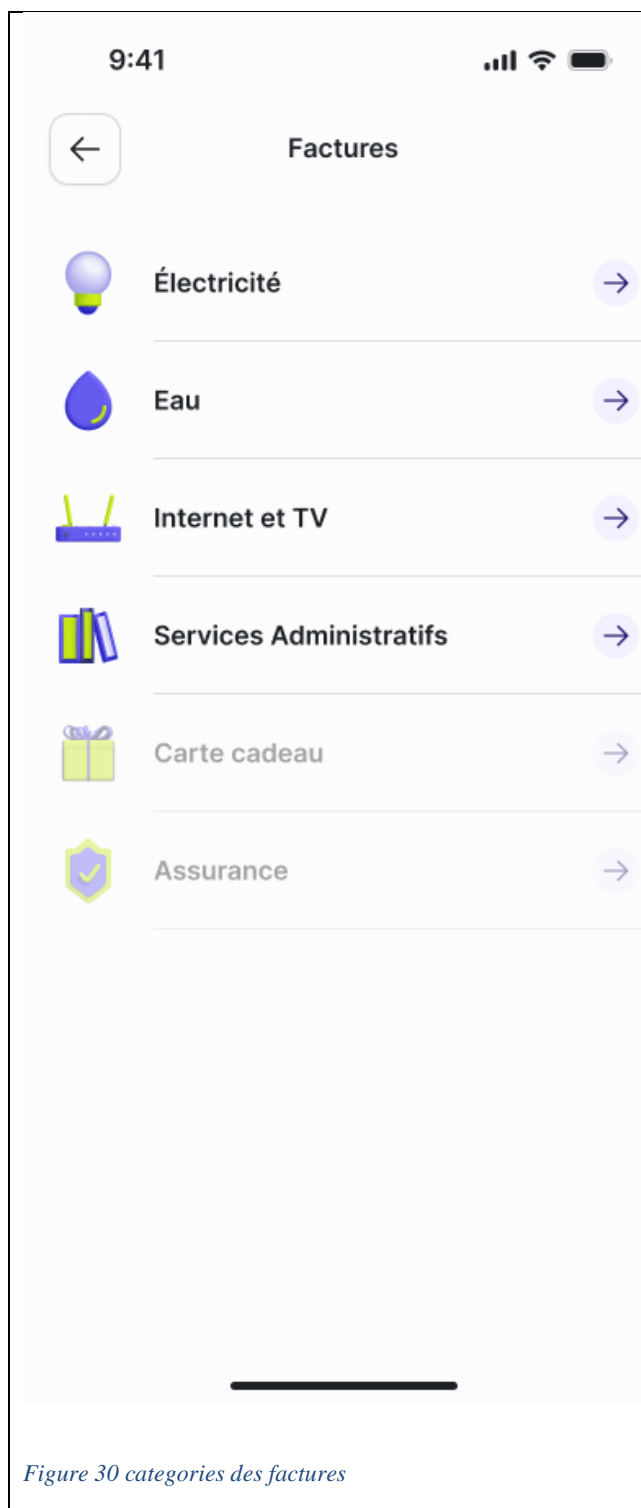 9:41
Factures
Électricité
Eau
Internet et TV
Services Administratifs
Carte cadeau
Assurance
Figure 30 categories des factures